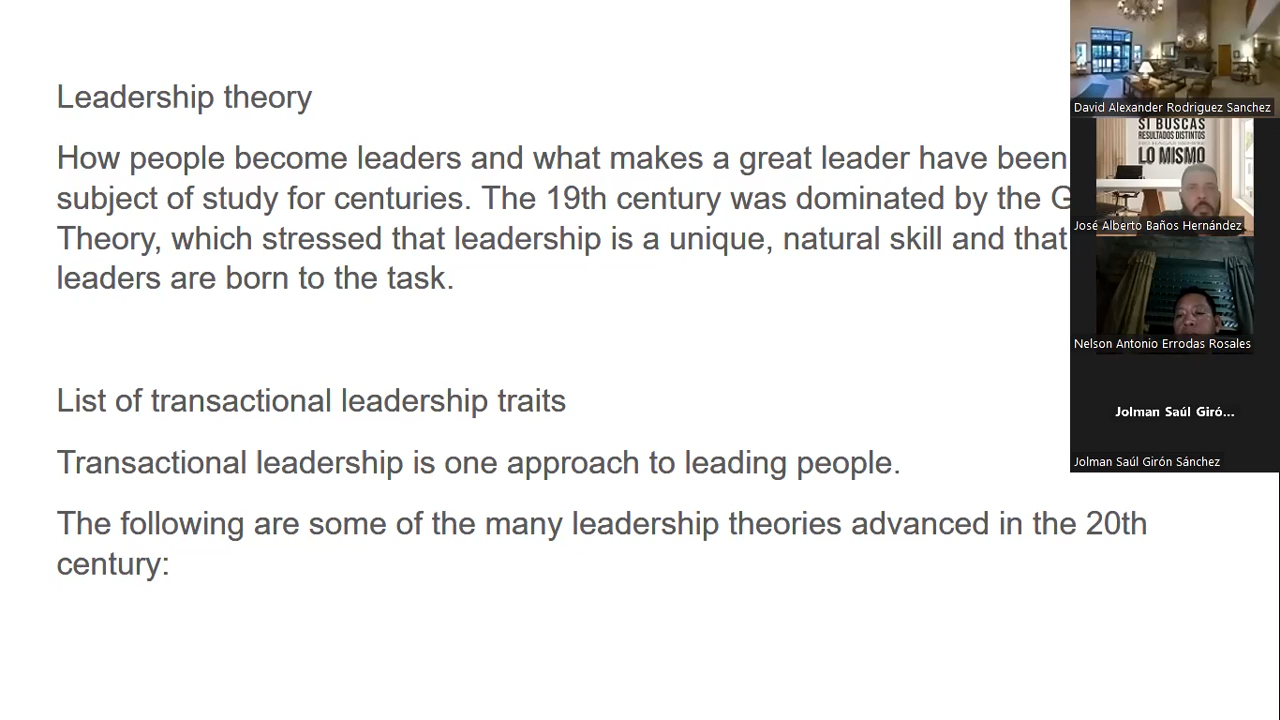 Leadership theory
How people become leaders and what makes a great leader have been
subject of study for centuries. The 19th century was dominated by the G
Theory, which stressed that leadership is a unique, natural skill and that
leaders are born to the task.
List of transactional leadership traits
Transactional leadership is one approach to leading people.
The following are some of the many leadership theories advanced in the 20th
century:
David Alexander Rodriguez Sanchez
SI BUSCAS
RESULTADOS DISTINTOS
LO MISMO
José Alberto Baños Hernández
Nelson Antonio Errodas Rosales
Jolman Saúl Giró...
Jolman Saúl Girón Sánchez